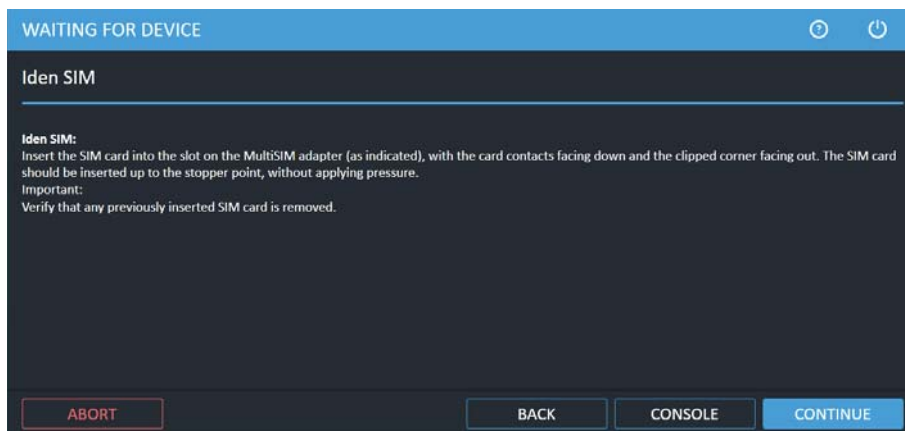 WAITING FOR DEVICE
Iden SIM
Iden SIM:
Insert the SIM card into the slot on the MultiSIM adapter (as indicated), with the card contacts facing down and the clipped corner facing out. The SIM card
should be inserted up to the stopper point, without applying pressure.
Important:
Verify that any previously inserted SIM card is removed.
ABORT
BACK
CONSOLE
CONTINUE